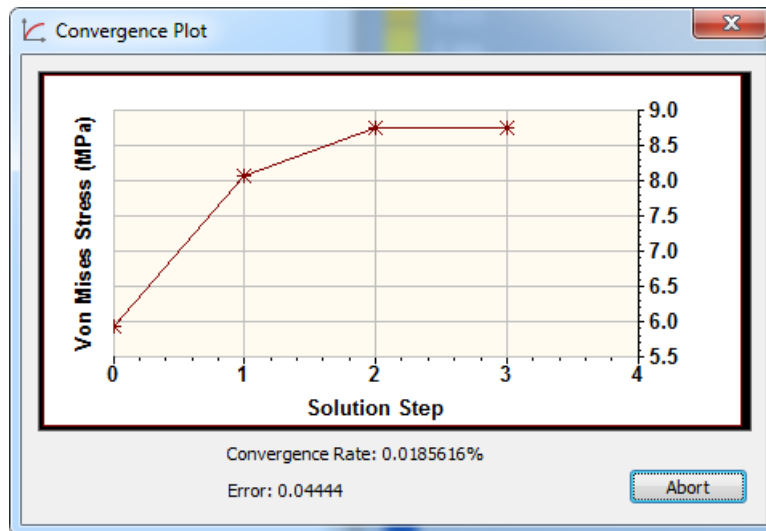 Convergence Plot
x
Von Mises Stress (MPa)
9.0
8.5
8.0
7.5
7.0
6.5
6.0
5.5
0 1 2 3 4
Solution Step
Convergence Rate: 0.0185616%
Error: 0.04444
Abort